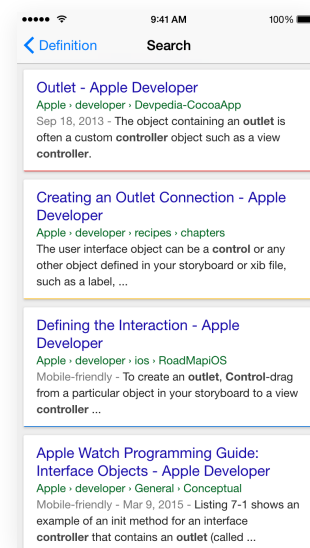 9:41 AM 100%
Definition Search
Outlet - Apple Developer
Apple › developer › Devpedia-CocoaApp
Sep 18, 2013 - The object containing an outlet is
often a custom controller object such as a view
controller.
Creating an Outlet Connection - Apple
Developer
Apple › developer › recipes › chapters
The user interface object can be a control or any
other object defined in your storyboard or xib file,
such as a label, ...
Defining the Interaction - Apple
Developer
Apple › developer › ios › RoadMapiOS
Mobile-friendly - To create an outlet, Control-drag
from a particular object in your storyboard to a view
controller ...
Apple Watch Programming Guide:
Interface Objects - Apple Developer
Apple › developer › General › Conceptual
Mobile-friendly - Mar 9, 2015 - Listing 7-1 shows an
example of an init method for an interface
controller that contains an outlet (called ...